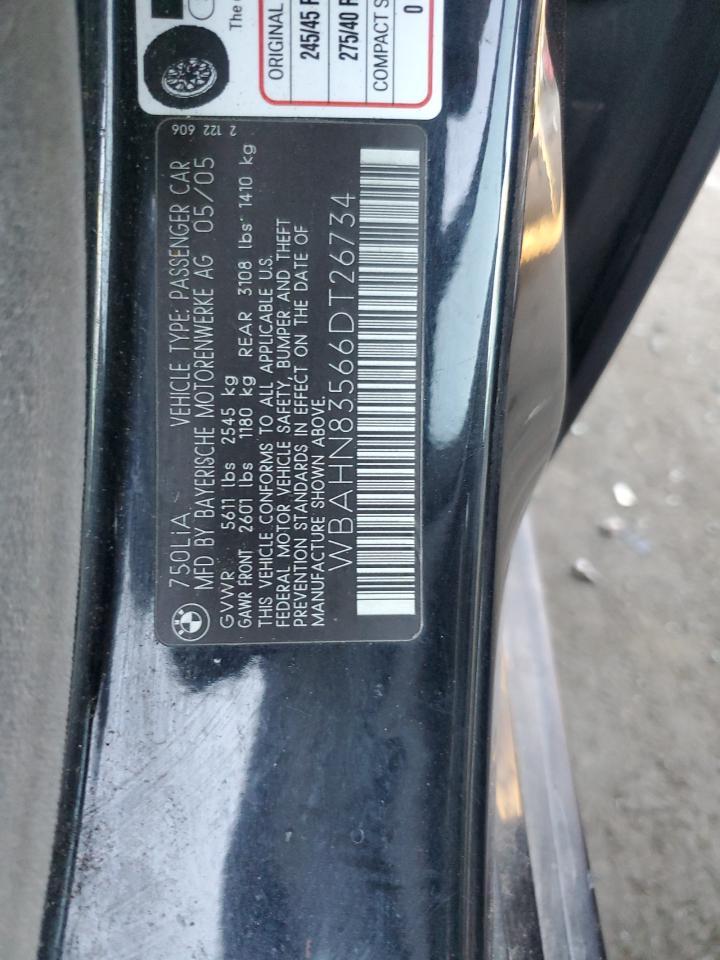 The
ORIGINAL
245/45 R
275/40 R
COMPACT S
0
2 122 606
BMW
750LiA VEHICLE TYPE: PASSENGER CAR
MFD BY BAYERISCHE MOTORENWERKE AG 05/05
GVWR 5611 lbs 2545 kg
GAWR FRONT 2601 lbs 1180 kg REAR 3108 lbs 1410 kg
THIS VEHICLE CONFORMS TO ALL APPLICABLE U.S.
FEDERAL MOTOR VEHICLE SAFETY, BUMPER AND THEFT
PREVENTION STANDARDS IN EFFECT ON THE DATE OF
MANUFACTURE SHOWN ABOVE.
WBAHN83566DT26734